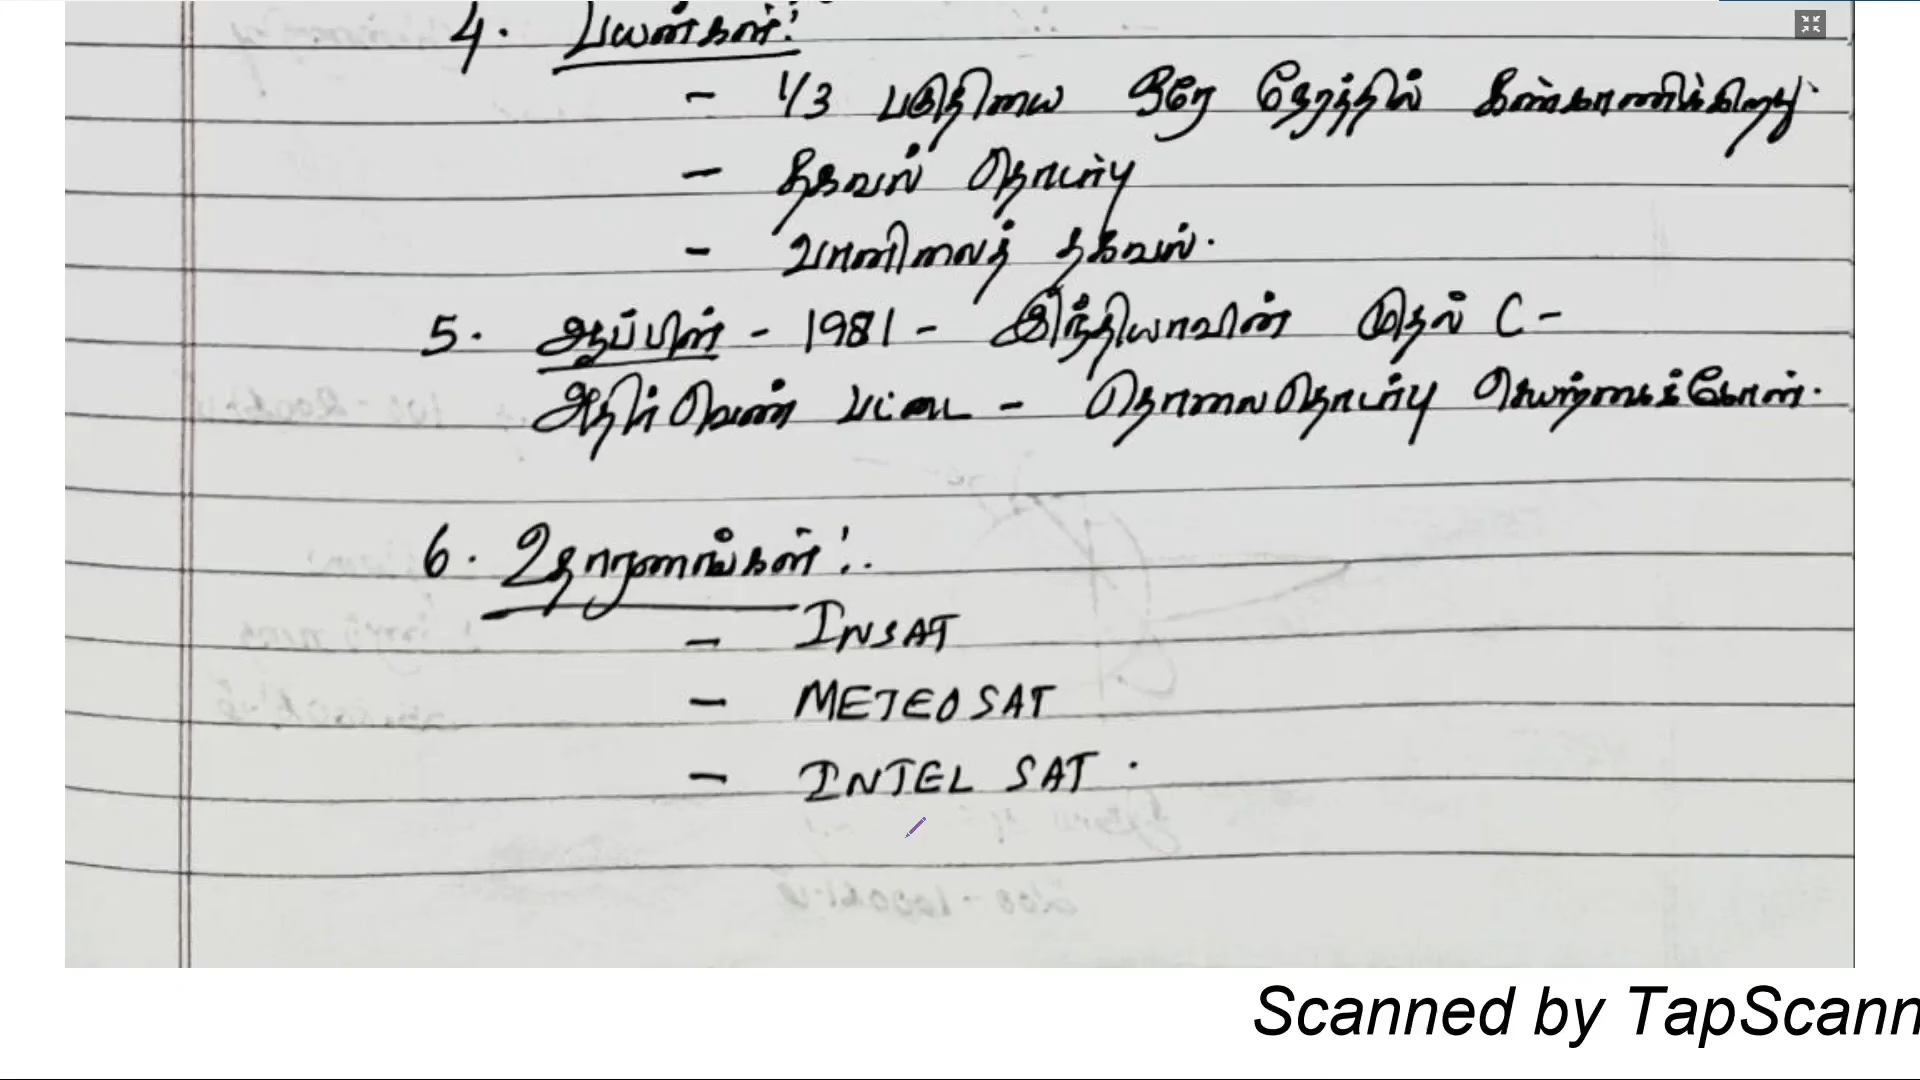 4. பயன்கள்:
- 1/3 பகுதியை ஒரே நேரத்தில் கண்காணிக்கிறது.
- தகவல் தொடர்பு
- வானிலைத் தகவல்.
5. ஆப்பிள் - 1981 - இந்தியாவின் முதல் C -
அதிர்வெண் பட்டை - தொலைதொடர்பு செயற்கைக்கோள்.
6. உதாரணங்கள்:.
- INSAT
- METEOSAT
- INTEL SAT.
Scanned by TapScann